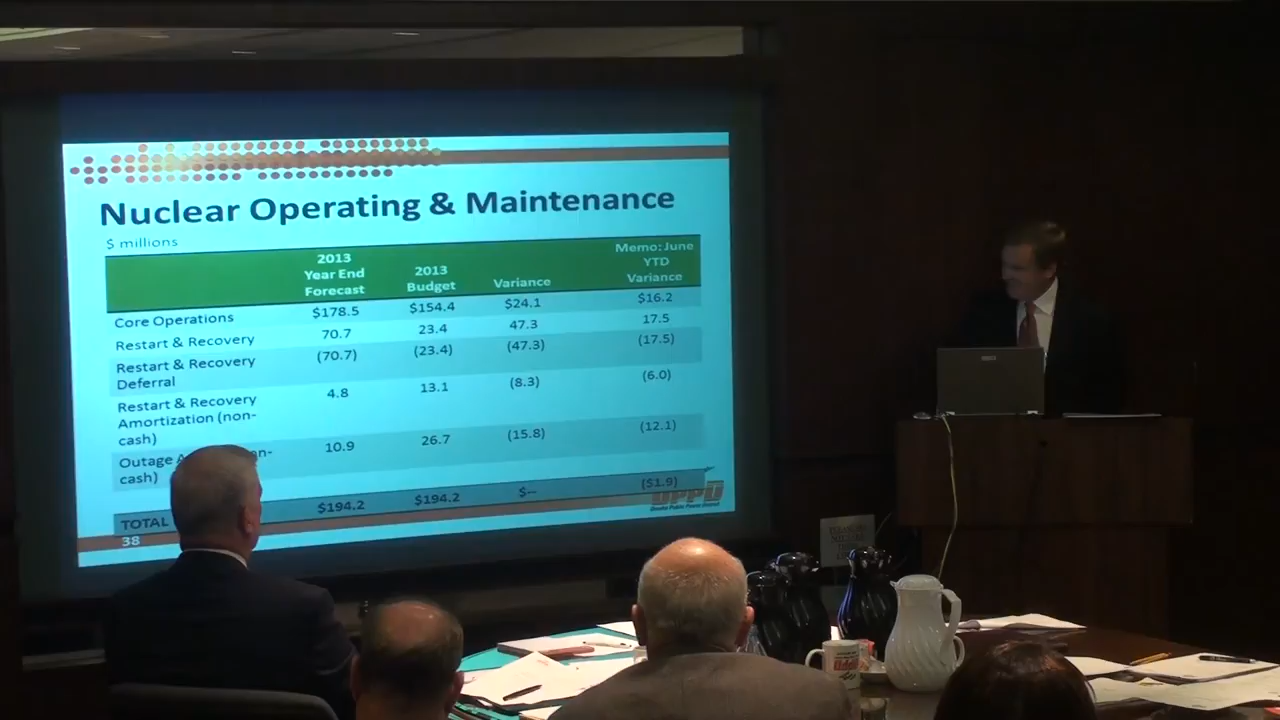 Nuclear Operating & Maintenance
$ millions
2013 Year End Forecast 2013 Budget Variance Memo: June YTD Variance
Core Operations $178.5 $154.4 $24.1 $16.2
Restart & Recovery 70.7 23.4 47.3 17.5
Restart & Recovery Deferral (70.7) (23.4) (47.3) (17.5)
Restart & Recovery Amortization (non-cash) 4.8 13.1 (8.3) (6.0)
Outage cash) 10.9 26.7 (15.8) (12.1)
TOTAL $194.2 $194.2 $-- ($1.9)
OPPD
Omaha Public Power District
38